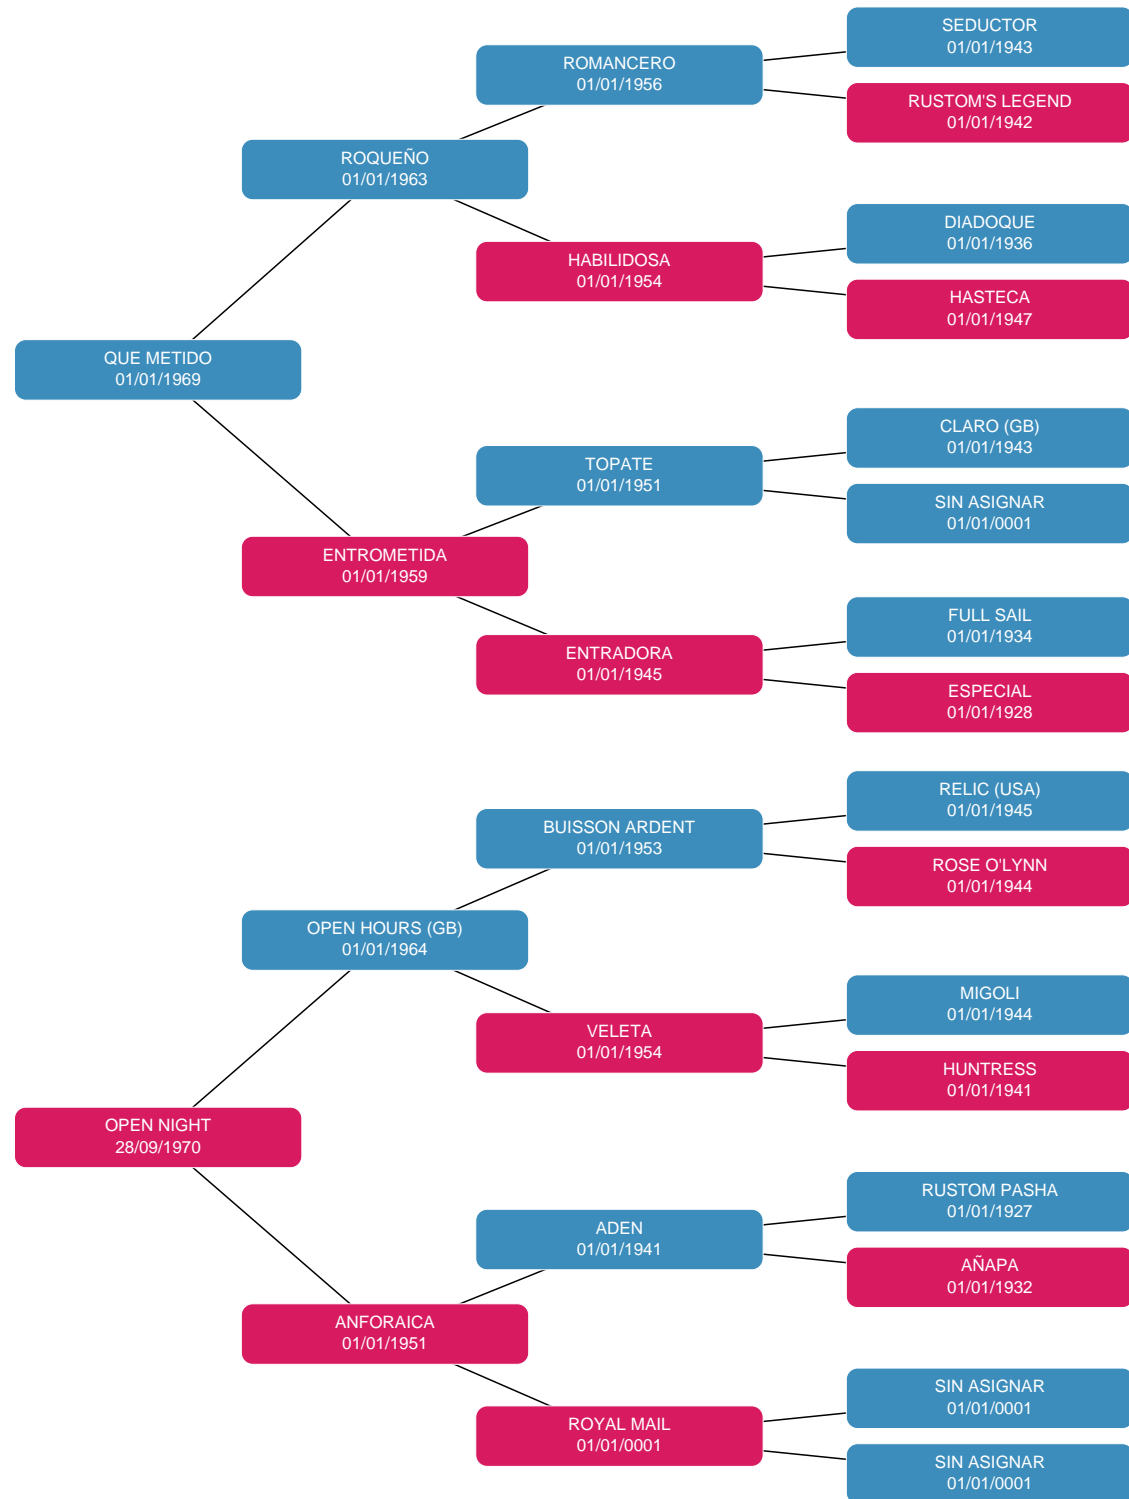 SEDUCTOR
01/01/1943
ROMANCERO
01/01/1956
RUSTOM'S LEGEND
01/01/1942
ROQUEÑO
01/01/1963
DIADOQUE
01/01/1936
HABILIDOSA
01/01/1954
HASTECA
01/01/1947
QUE METIDO
01/01/1969
CLARO (GB)
01/01/1943
TOPATE
01/01/1951
SIN ASIGNAR
01/01/0001
ENTROMETIDA
01/01/1959
FULL SAIL
01/01/1934
ENTRADORA
01/01/1945
ESPECIAL
01/01/1928
RELIC (USA)
01/01/1945
BUISSON ARDENT
01/01/1953
ROSE O'LYNN
01/01/1944
OPEN HOURS (GB)
01/01/1964
MIGOLI
01/01/1944
VELETA
01/01/1954
HUNTRESS
01/01/1941
OPEN NIGHT
28/09/1970
RUSTOM PASHA
01/01/1927
ADEN
01/01/1941
AÑAPA
01/01/1932
ANFORAICA
01/01/1951
SIN ASIGNAR
01/01/0001
ROYAL MAIL
01/01/0001
SIN ASIGNAR
01/01/0001